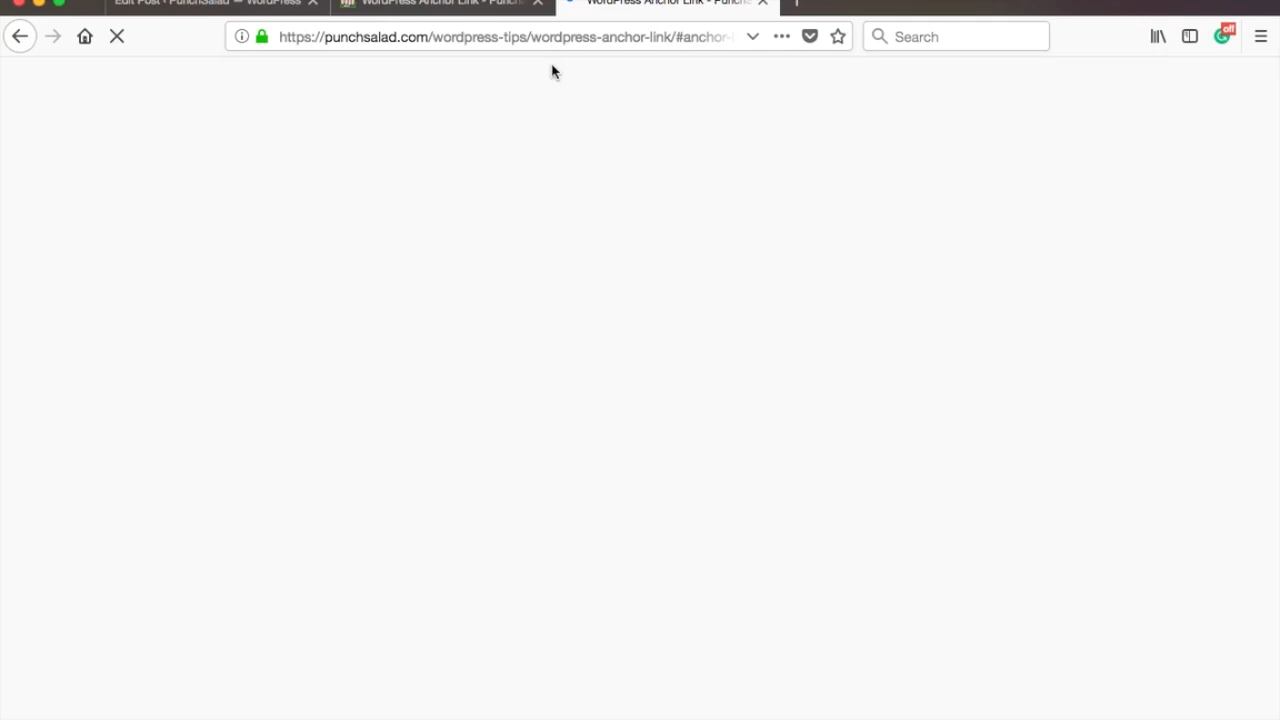 Edit Post ‹ PunchSalad — WordPress
WordPress Anchor Link - Punch
WordPress Anchor Link - Punch
https://punchsalad.com/wordpress-tips/wordpress-anchor-link/#anchor-
Search
off